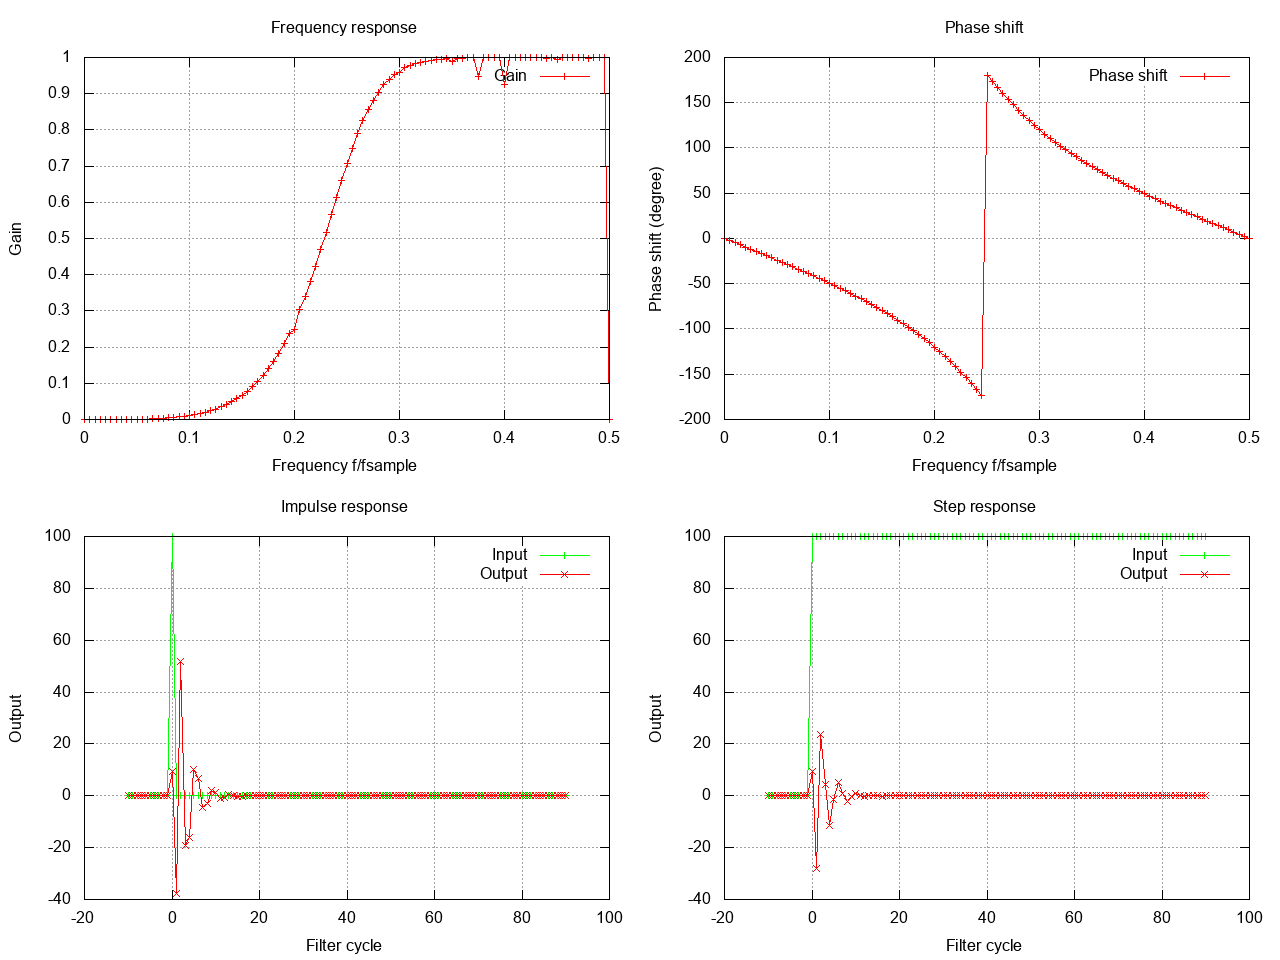 Frequency response
Gain
1
0.9
0.8
0.7
0.6
0.5
0.4
0.3
0.2
0.1
0
Gain
0 0.1 0.2 0.3 0.4 0.5
Frequency f/fsample
Phase shift
Phase shift (degree)
200
150
100
50
0
-50
-100
-150
-200
Phase shift
0 0.1 0.2 0.3 0.4 0.5
Frequency f/fsample
Impulse response
Output
100
80
60
40
20
0
-20
-40
Input
Output
-20 0 20 40 60 80 100
Filter cycle
Step response
Output
100
80
60
40
20
0
-20
-40
Input
Output
-20 0 20 40 60 80 100
Filter cycle